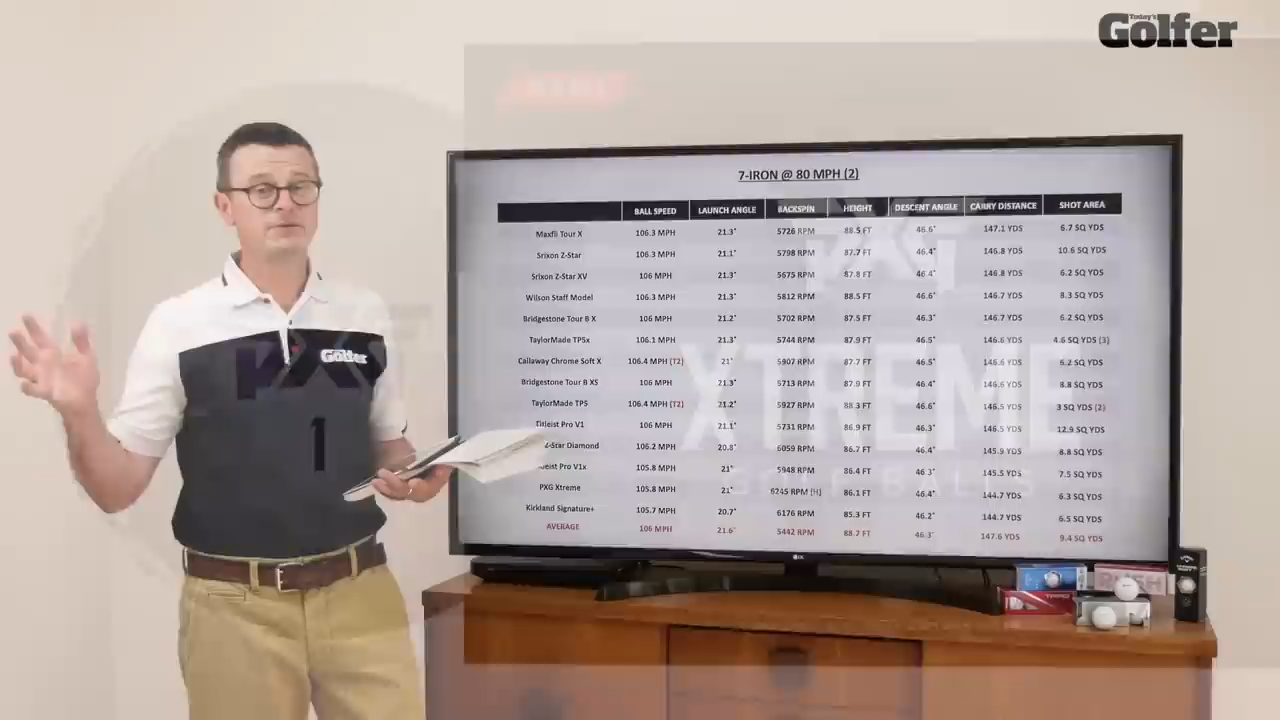 Today's
Golfer
7-IRON @ 80 MPH (2)
BALL SPEED LAUNCH ANGLE BACKSPIN HEIGHT DESCENT ANGLE CARRY DISTANCE SHOT AREA
Maxfli Tour X 106.3 MPH 21.3° 5726 RPM 88.5 FT 46.6° 147.1 YDS 6.7 SQ YDS
Srixon Z-Star 106.3 MPH 21.1° 5798 RPM 87.7 FT 46.4° 146.8 YDS 10.6 SQ YDS
Srixon Z-Star XV 106 MPH 21.3° 5675 RPM 87.8 FT 46.4° 146.8 YDS 6.2 SQ YDS
Wilson Staff Model 106.3 MPH 21.2° 5812 RPM 88.5 FT 46.6° 146.7 YDS 8.3 SQ YDS
Bridgestone Tour B X 106 MPH 21.2° 5702 RPM 87.5 FT 46.3° 146.7 YDS 6.2 SQ YDS
TaylorMade TP5x 106.1 MPH 21.3° 5744 RPM 87.9 FT 46.5° 146.6 YDS 4.6 SQ YDS (3)
Callaway Chrome Soft X 106.4 MPH (T2) 21° 5907 RPM 87.7 FT 46.5° 146.6 YDS 6.2 SQ YDS
Bridgestone Tour B XS 106 MPH 21.3° 5713 RPM 87.9 FT 46.4° 146.6 YDS 8.8 SQ YDS
TaylorMade TP5 106.4 MPH (T2) 21.2° 5927 RPM 88.3 FT 46.6° 146.5 YDS 3 SQ YDS (2)
Titleist Pro V1 106 MPH 21.1° 5731 RPM 86.9 FT 46.3° 146.5 YDS 12.9 SQ YDS
Z-Star Diamond 106.2 MPH 20.8° 6059 RPM 86.7 FT 46.4° 145.9 YDS 8.8 SQ YDS
Pro V1x 105.8 MPH 21° 5948 RPM 86.4 FT 46.3° 145.5 YDS 7.5 SQ YDS
PXG Xtreme 105.8 MPH 21° 6245 RPM (H) 86.1 FT 46.4° 144.7 YDS 6.3 SQ YDS
Kirkland Signature+ 105.7 MPH 20.7° 6176 RPM 85.3 FT 46.2° 144.7 YDS 6.5 SQ YDS
AVERAGE 106 MPH 21.6° 5442 RPM 88.7 FT 46.3° 147.6 YDS 9.4 SQ YDS
PXG
XTREME
GOLF BALLS
Golfer
1
LG